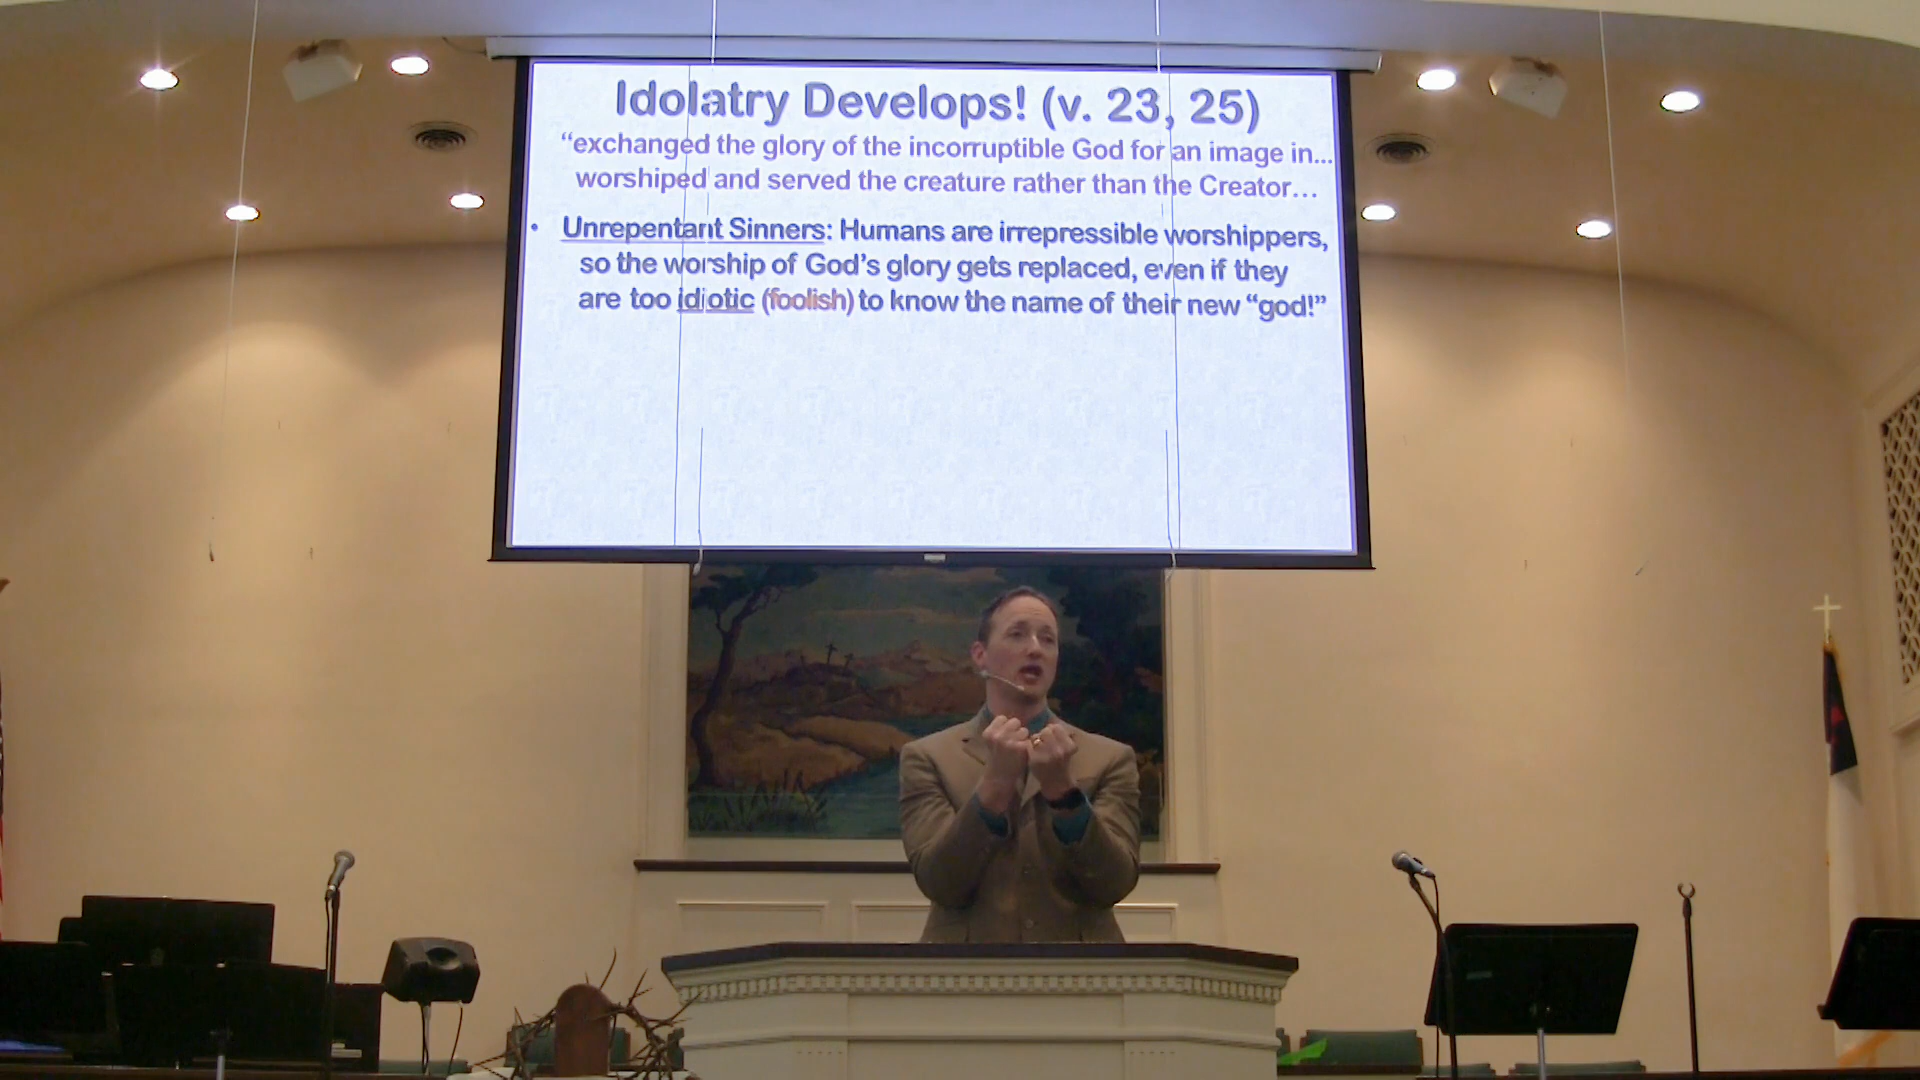 Idolatry Develops! (v. 23, 25)
“exchanged the glory of the incorruptible God for an image in...
worshiped and served the creature rather than the Creator…
• Unrepentant Sinners: Humans are irrepressible worshippers,
so the worship of God’s glory gets replaced, even if they
are too idiotic (foolish) to know the name of their new “god!”